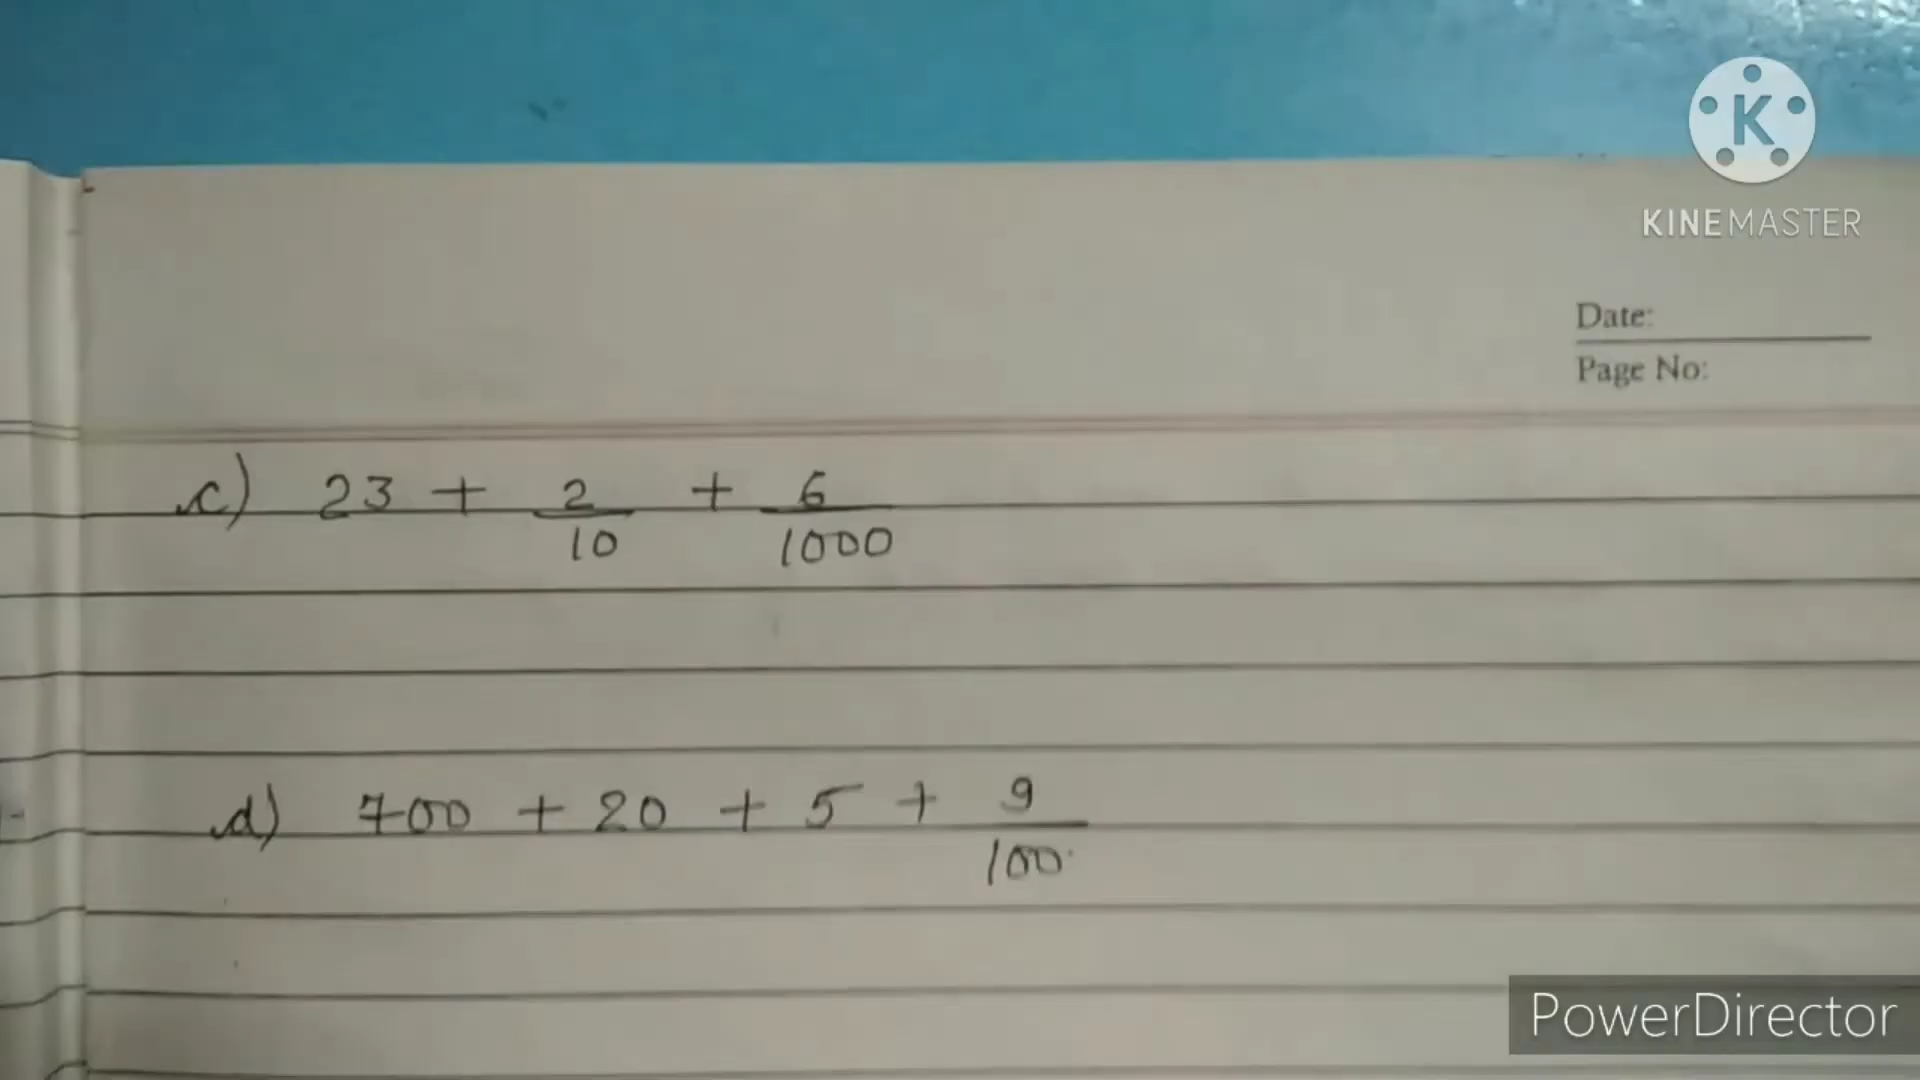 K
KINEMASTER
Date:
Page No:
c) 23 + 2/10 + 6/1000
d) 700 + 20 + 5 + 9/100
PowerDirector